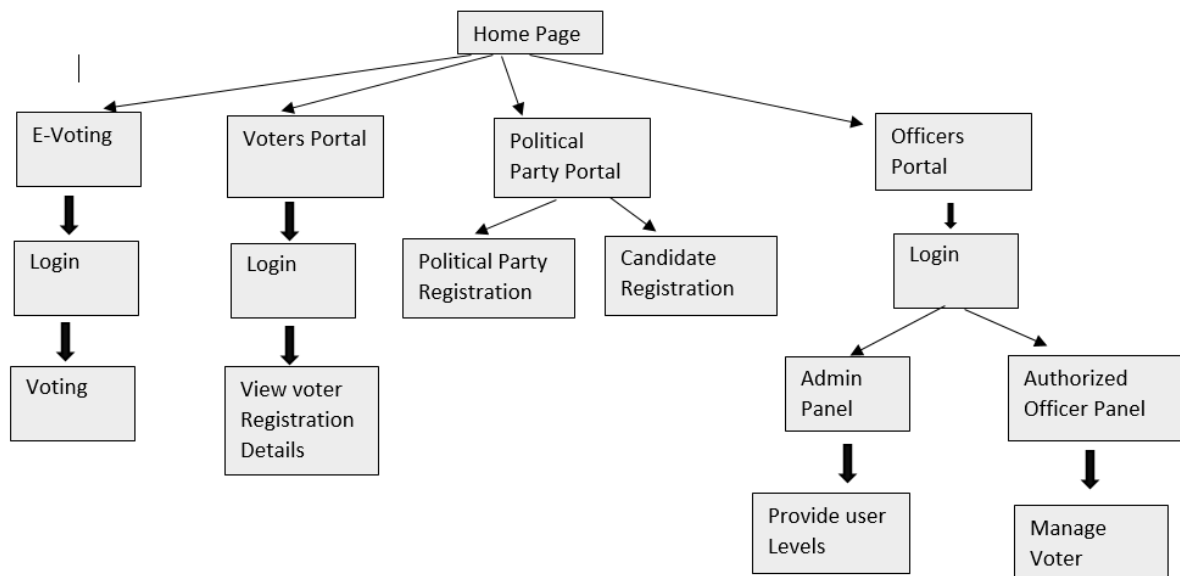 Home Page
E-Voting
Voters Portal
Political
Party Portal
Officers
Portal
Login
Login
Political Party
Registration
Candidate
Registration
Login
Voting
View voter
Registration
Details
Admin
Panel
Authorized
Officer Panel
Provide user
Levels
Manage
Voter